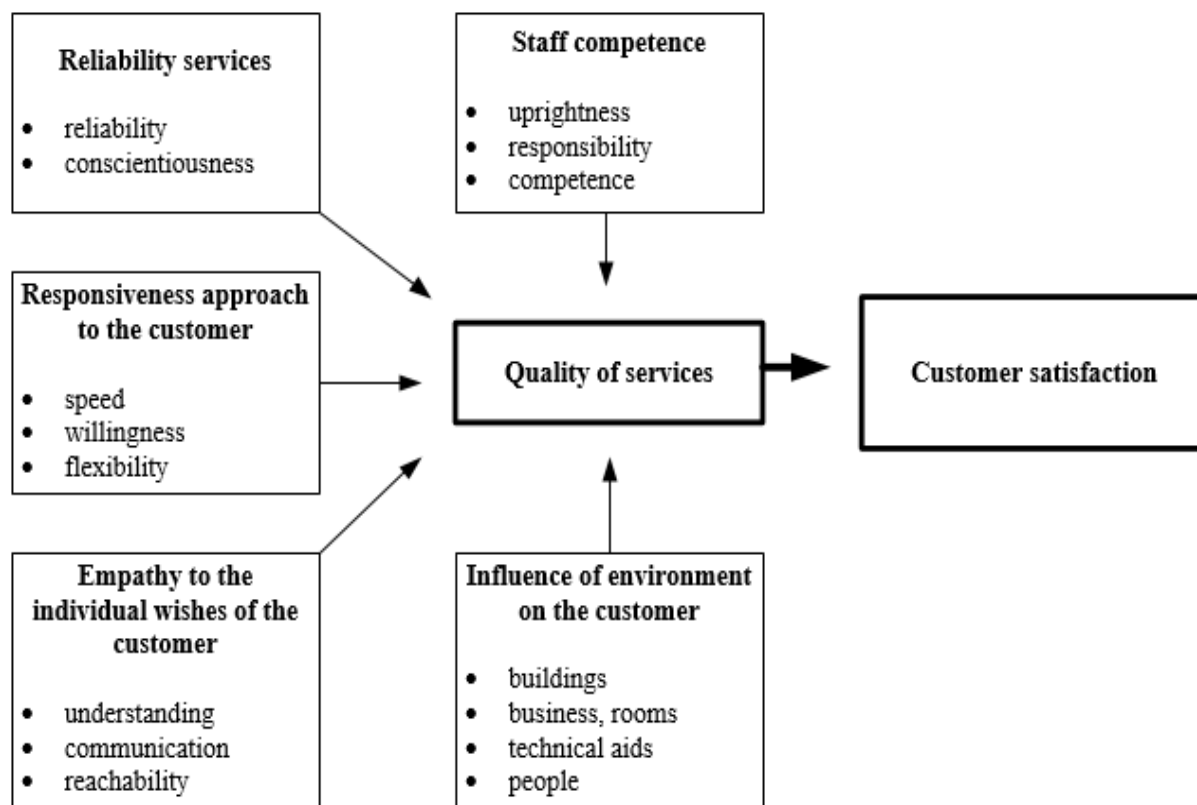 Reliability services
• reliability
• conscientiousness
Staff competence
• uprightness
• responsibility
• competence
Responsiveness approach
to the customer
• speed
• willingness
• flexibility
Quality of services
Customer satisfaction
Empathy to the
individual wishes of the
customer
• understanding
• communication
• reachability
Influence of environment
on the customer
• buildings
• business, rooms
• technical aids
• people